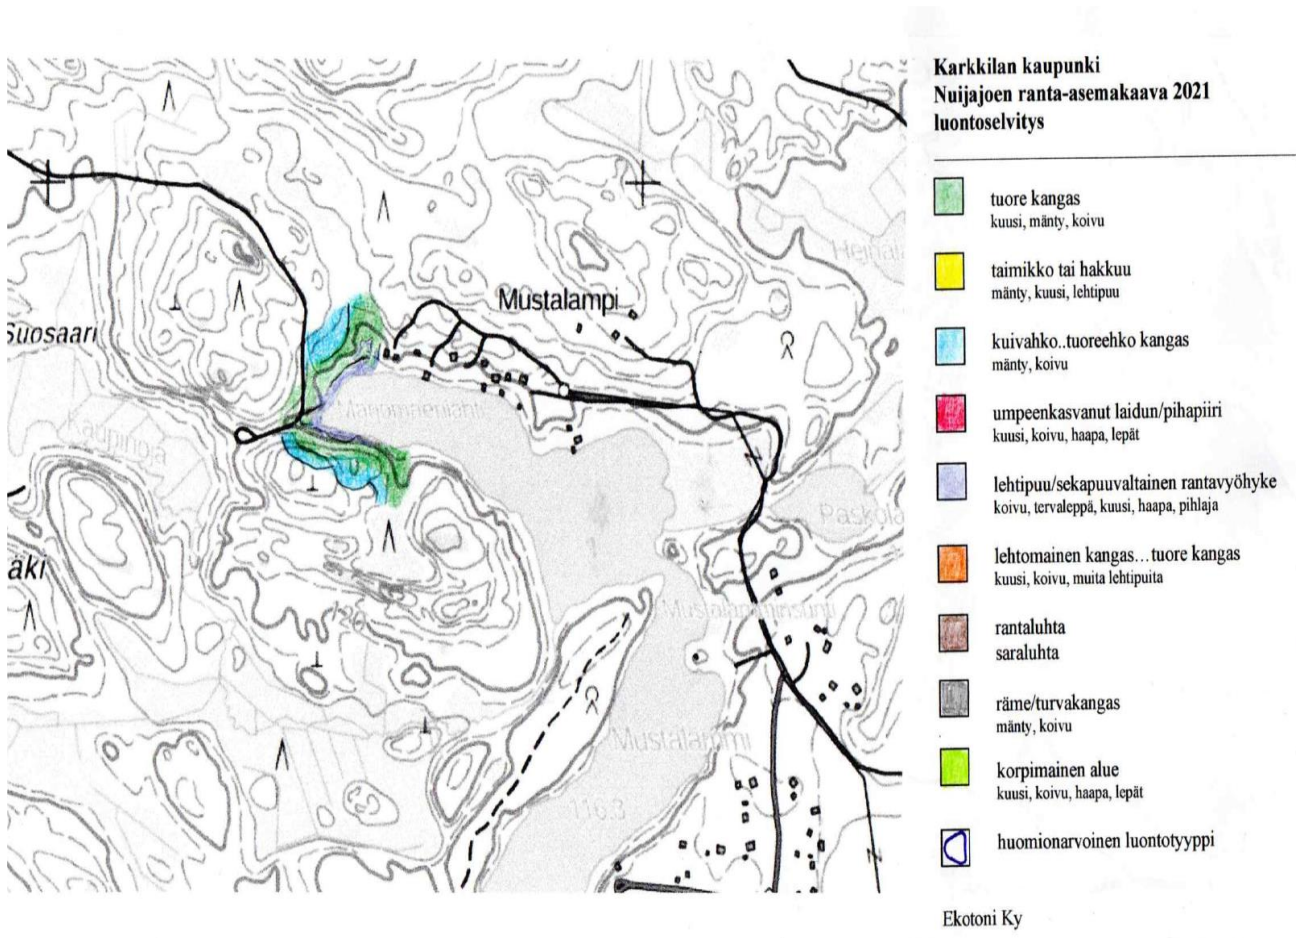 Karkkilan kaupunki
Nuijajoen ranta-asemakaava 2021
luontoselvitys
tuore kangas
kuusi, mänty, koivu
taimikko tai hakkuu
mänty, kuusi, lehtipuu
kuivahko..tuoreehko kangas
mänty, koivu
umpeenkasvanut laidun/pihapiiri
kuusi, koivu, haapa, lepät
lehtipuu/sekapuuvaltainen rantavyöhyke
koivu, tervaleppä, kuusi, haapa, pihlaja
lehtomainen kangas…tuore kangas
kuusi, koivu, muita lehtipuita
rantaluhta
saraluhta
räme/turvakangas
mänty, koivu
korpimainen alue
kuusi, koivu, haapa, lepät
huomionarvoinen luontotyyppi
Ekotoni Ky
Mustalampi
Suosaari
Kaupinoja
äki
120
Mustalamminsunti
Mustalammi
116.3